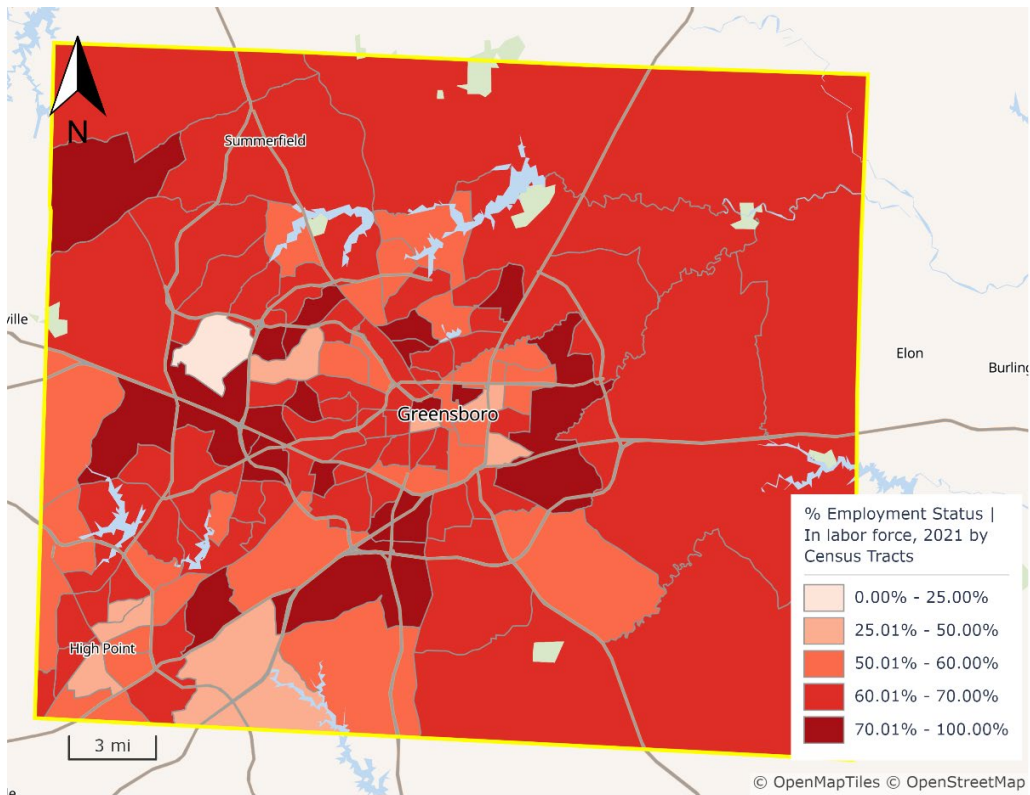 N
Summerfield
ville
Elon
Burling
Greensboro
High Point
3 mi
% Employment Status |
In labor force, 2021 by
Census Tracts
0.00% - 25.00%
25.01% - 50.00%
50.01% - 60.00%
60.01% - 70.00%
70.01% - 100.00%
e
© OpenMapTiles © OpenStreetMap